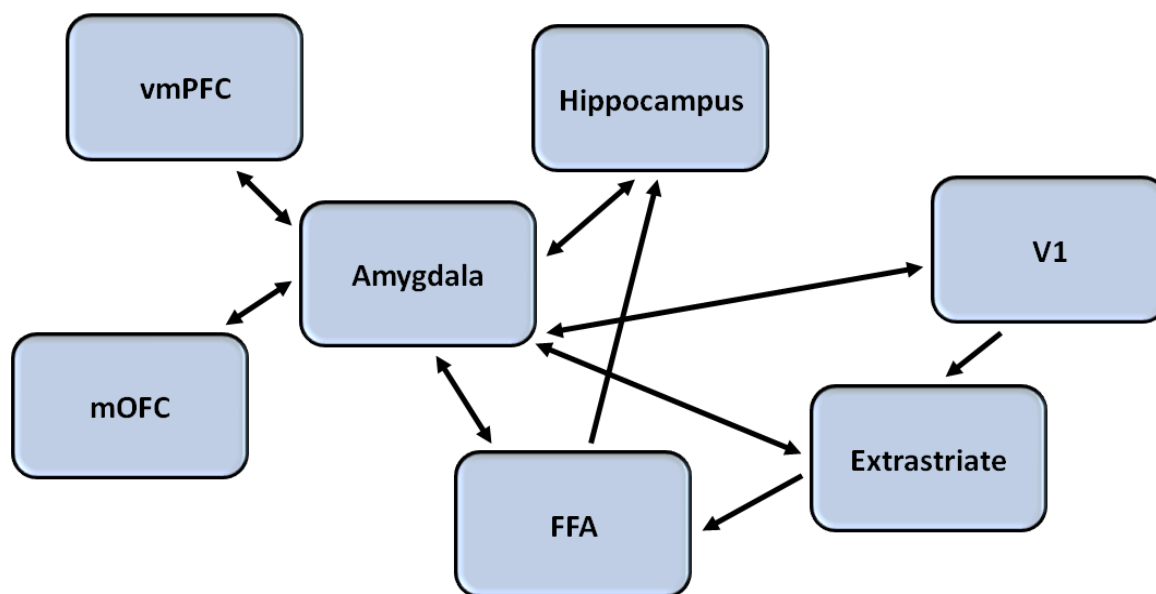 vmPFC
Hippocampus
V1
Amygdala
mOFC
Extrastriate
FFA